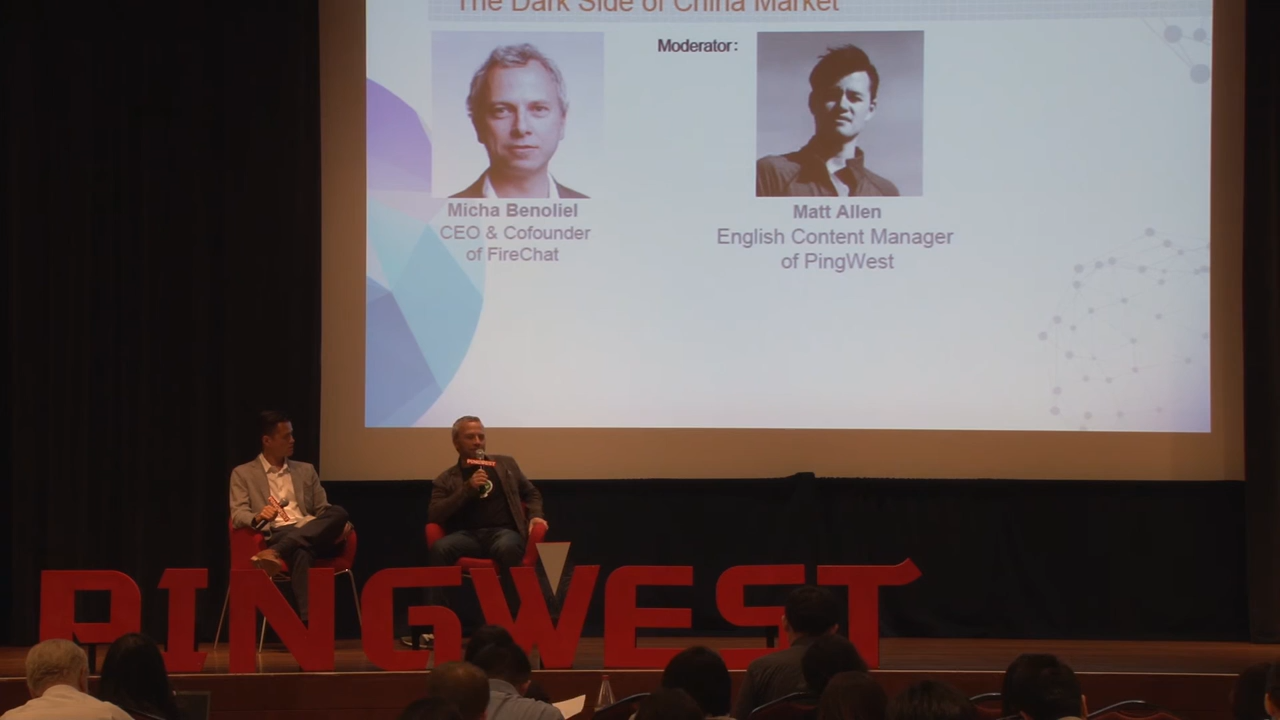 The Dark Side of China Market
Moderator:
Micha Benoliel
CEO & Cofounder
of FireChat
Matt Allen
English Content Manager
of PingWest
PINGWEST
PINGWEST